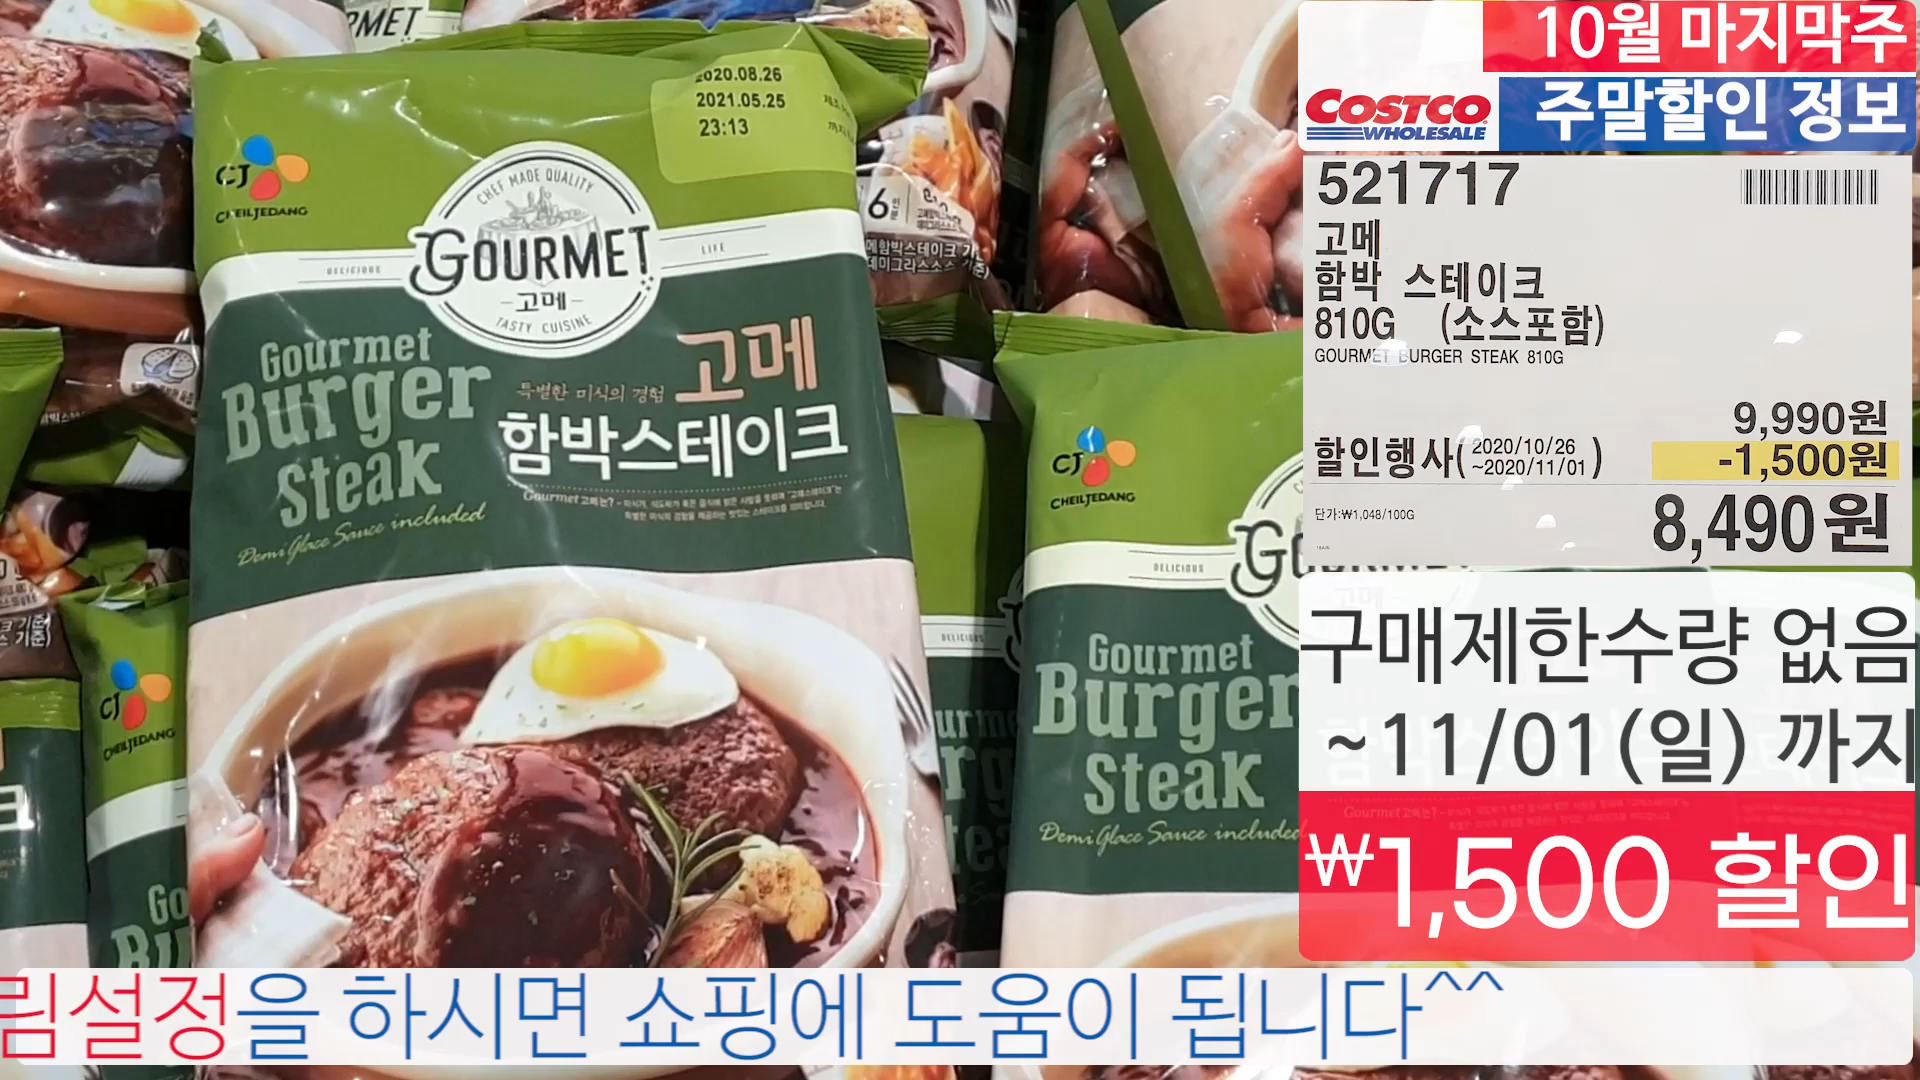 RMET
2020.08.26
2021.05.25
23:13
CJ
CHEILJEDANG
CHEF MADE QUALITY
GOURMET
고메
TASTY CUISINE
DELICIOUS
LIFE
Gourmet
Burger
Steak
Demi Glace Sauce included
특별한 미식의 경험
고메
함박스테이크
CJ
CHEILJEDANG
DELICIOUS
Gourmet
Burger
Steak
Demi Glace Sauce included
CJ
CHEILJEDANG
10월 마지막주
주말할인 정보
COSTCO
WHOLESALE
521717
고메
함박 스테이크
810G (소스포함)
GOURMET BURGER STEAK 810G
9,990원
할인행사(2020/10/26
~2020/11/01)
-1,500원
단가:₩1,048/100G
8,490원
구매제한수량 없음
~11/01(일) 까지
₩1,500 할인
림설정을 하시면 쇼핑에 도움이 됩니다^^